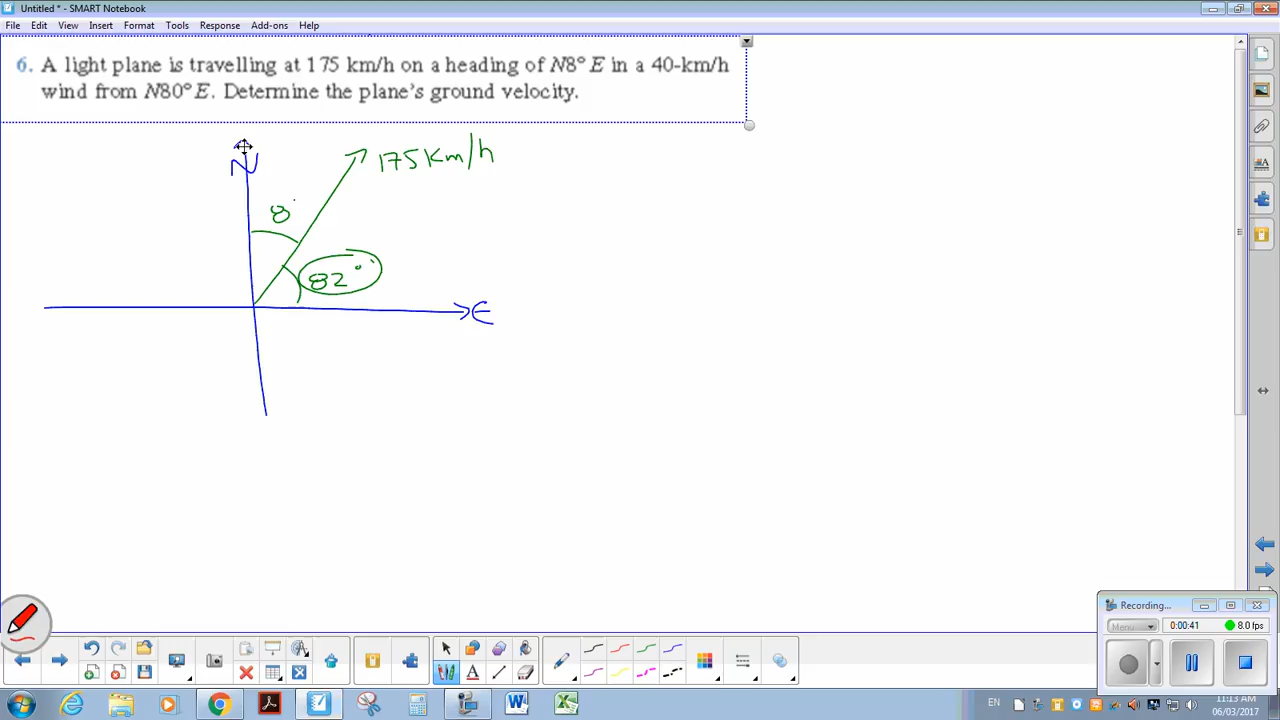 Untitled * - SMART Notebook
File Edit View Insert Format Tools Response Add-ons Help
6. A light plane is travelling at 175 km/h on a heading of N8° E in a 40-km/h
wind from N80° E. Determine the plane's ground velocity.
N
175 Km/h
8°
82°
E
Recording...
Menu
0:00:41
8.0 fps
EN
11:13 AM
06/03/2017